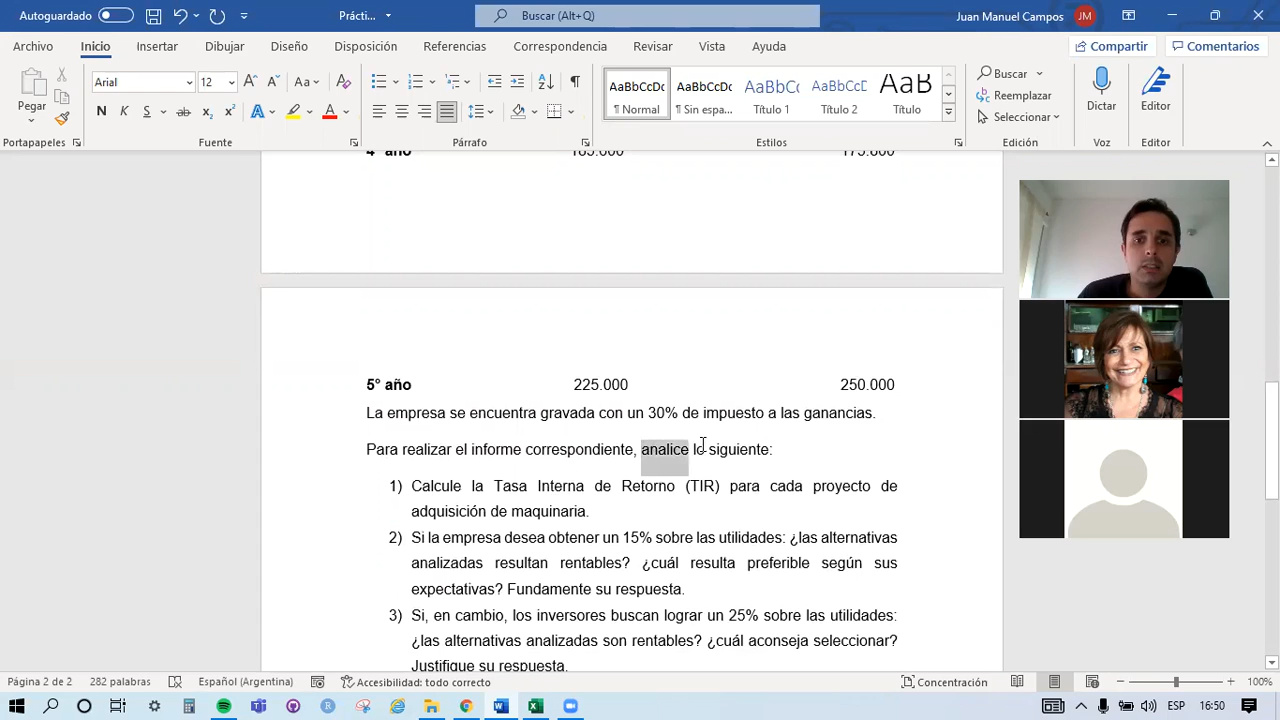 Autoguardado
Prácti...
Buscar (Alt+Q)
Juan Manuel Campos
JM
Archivo Inicio Insertar Dibujar Diseño Disposición Referencias Correspondencia Revisar Vista Ayuda
Compartir
Comentarios
Pegar
Arial
12
Aa
N K S ab x₂ x²
A
A
AaBbCcDc
AaBbCcDc
AaBbC
AaBbCcD
AaB
¶ Normal
¶ Sin espa...
Título 1
Título 2
Título
Buscar
Reemplazar
Seleccionar
Dictar
Editor
Portapapeles
Fuente
Párrafo
Estilos
Edición
Voz
Editor
5° año 225.000 250.000
La empresa se encuentra gravada con un 30% de impuesto a las ganancias.
Para realizar el informe correspondiente, analice lo siguiente:
1) Calcule la Tasa Interna de Retorno (TIR) para cada proyecto de
adquisición de maquinaria.
2) Si la empresa desea obtener un 15% sobre las utilidades: ¿las alternativas
analizadas resultan rentables? ¿cuál resulta preferible según sus
expectativas? Fundamente su respuesta.
3) Si, en cambio, los inversores buscan lograr un 25% sobre las utilidades:
¿las alternativas analizadas son rentables? ¿cuál aconseja seleccionar?
Justifique su respuesta.
Página 2 de 2
282 palabras
Español (Argentina)
Accesibilidad: todo correcto
Concentración
100%
ESP
16:50